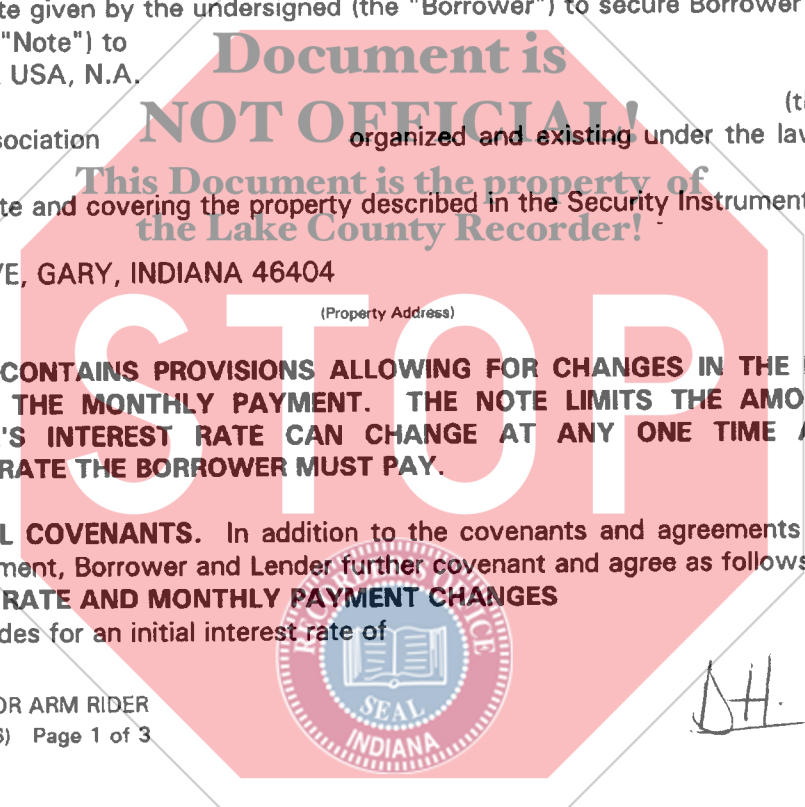 te given by the undersigned (the "Borrower") to secure Borrower
"Note") to
USA, N.A.
Document is
NOT OFFICIAL!
sociation
organized and existing under the law
This Document is the property of
te and covering the property described in the Security Instrument
the Lake County Recorder!
VE, GARY, INDIANA 46404
(Property Address)
STOP
CONTAINS PROVISIONS ALLOWING FOR CHANGES IN THE
THE MONTHLY PAYMENT. THE NOTE LIMITS THE AMO
'S INTEREST RATE CAN CHANGE AT ANY ONE TIME
RATE THE BORROWER MUST PAY.
L COVENANTS. In addition to the covenants and agreements
ment, Borrower and Lender further covenant and agree as follows
RATE AND MONTHLY PAYMENT CHANGES
des for an initial interest rate of
RECORDER'S OFFICE
SEAL
INDIANA
OR ARM RIDER
Page 1 of 3
DH.